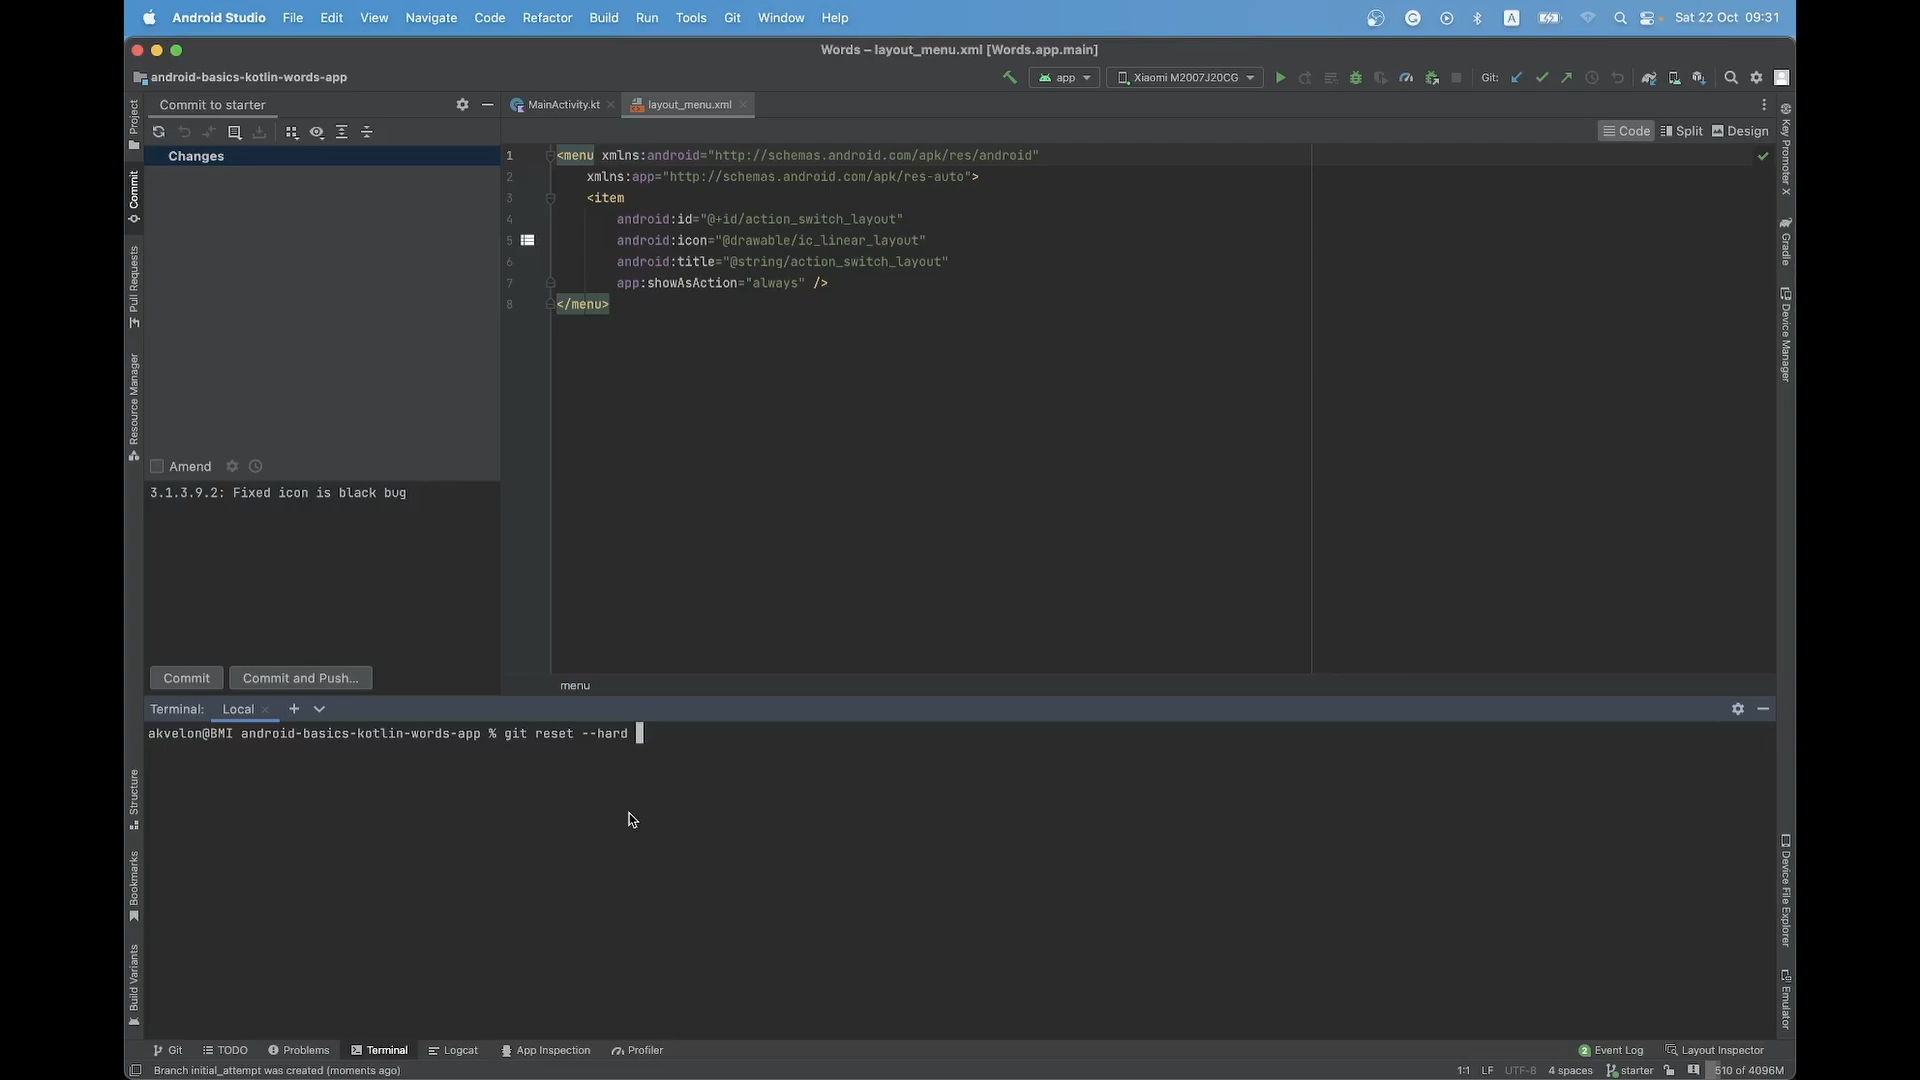 Android Studio File Edit View Navigate Code Refactor Build Run Tools Git Window Help A Sat 22 Oct 09:31
Words – layout_menu.xml [Words.app.main]
android-basics-kotlin-words-app app Xiaomi M2007J20CG Git:
Commit to starter
MainActivity.kt layout_menu.xml
Code Split Design
Changes
1 <menu xmlns:android="http://schemas.android.com/apk/res/android"
2 xmlns:app="http://schemas.android.com/apk/res-auto">
3 <item
4 android:id="@+id/action_switch_layout"
5 android:icon="@drawable/ic_linear_layout"
6 android:title="@string/action_switch_layout"
7 app:showAsAction="always" />
8 </menu>
Amend
3.1.3.9.2: Fixed icon is black bug
Commit Commit and Push...
menu
Project
Commit
Pull Requests
Resource Manager
Structure
Bookmarks
Build Variants
Key Promoter X
Gradle
Device Manager
Device File Explorer
Emulator
Terminal: Local
akvelon@BMI android-basics-kotlin-words-app % git reset --hard
Git TODO Problems Terminal Logcat App Inspection Profiler 2 Event Log Layout Inspector
Branch initial_attempt was created (moments ago) 1:1 LF UTF-8 4 spaces starter 510 of 4096M